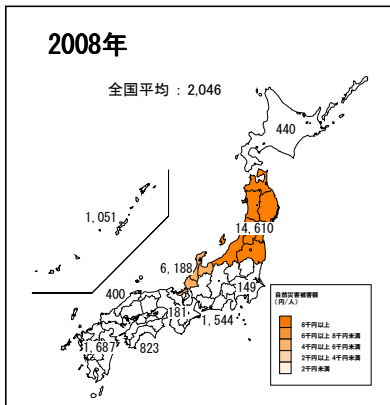 2008年
全国平均 : 2,046
440
1,051
14,610
6,188
149
400
181
1,544
1,687
823
自然災害被害額
(円/人)
8千円以上
6千円以上 8千円未満
4千円以上 6千円未満
2千円以上 4千円未満
2千円未満